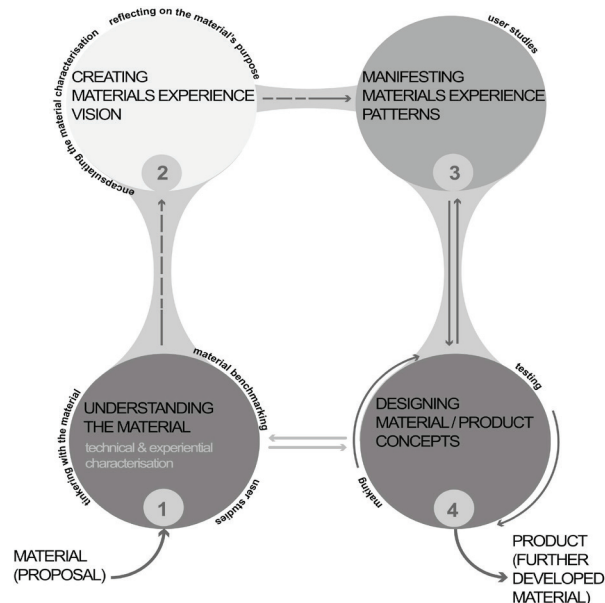 reflecting on the material's purpose
encapsulating the material characterisation
CREATING
MATERIALS EXPERIENCE
VISION
2
user studies
MANIFESTING
MATERIALS EXPERIENCE
PATTERNS
3
material benchmarking
tinkering with the material
UNDERSTANDING
THE MATERIAL
technical & experiential
characterisation
user studies
1
testing
DESIGNING
MATERIAL / PRODUCT
CONCEPTS
making
4
MATERIAL
(PROPOSAL)
PRODUCT
(FURTHER
DEVELOPED
MATERIAL)